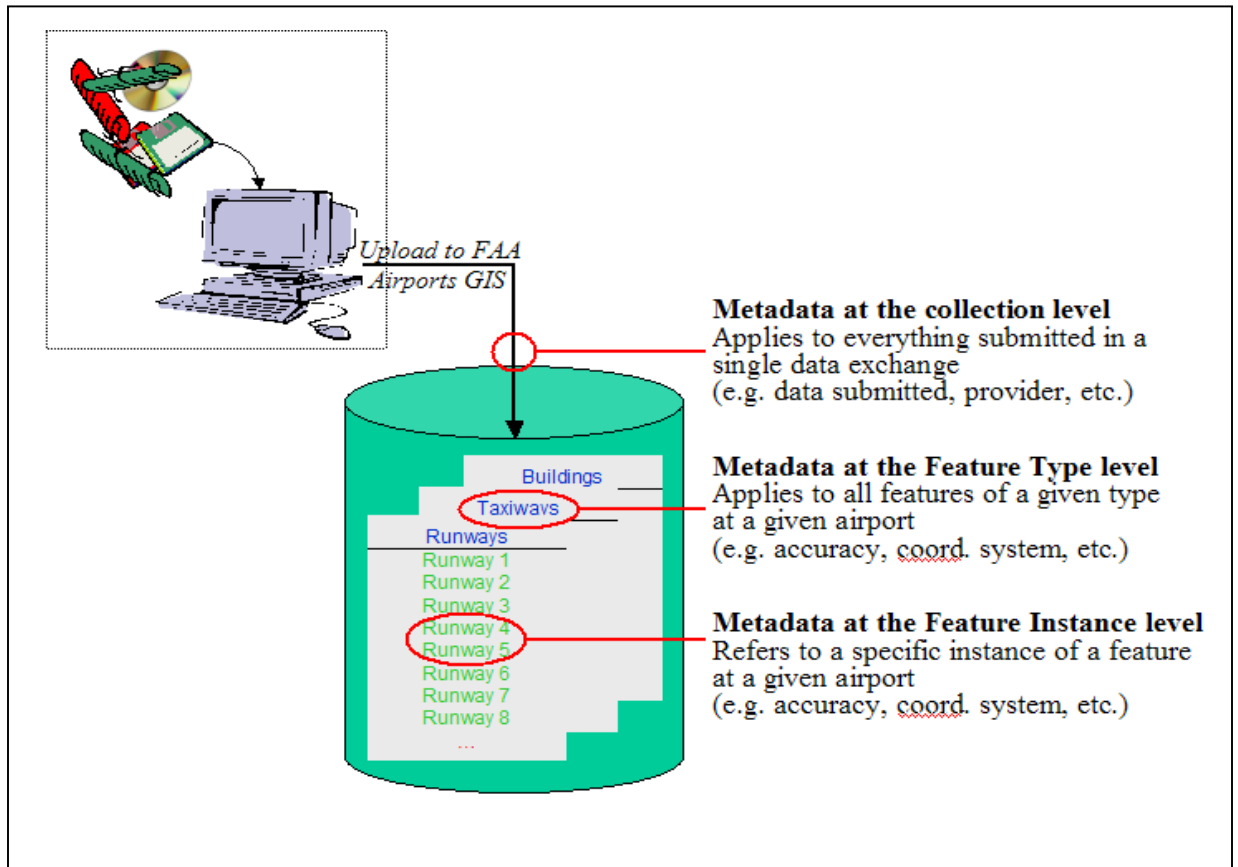 Upload to FAA
Airports GIS
Metadata at the collection level
Applies to everything submitted in a
single data exchange
(e.g. data submitted, provider, etc.)
Buildings
Taxiways
Runways
Runway 1
Runway 2
Runway 3
Runway 4
Runway 5
Runway 6
Runway 7
Runway 8
...
Metadata at the Feature Type level
Applies to all features of a given type
at a given airport
(e.g. accuracy, coord. system, etc.)
Metadata at the Feature Instance level
Refers to a specific instance of a feature
at a given airport
(e.g. accuracy, coord. system, etc.)